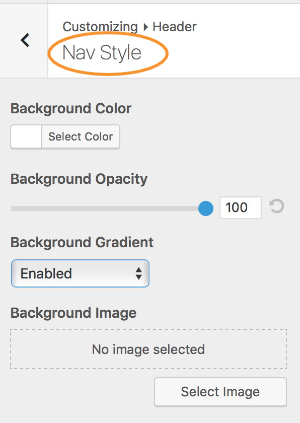 Customizing ▸ Header
Nav Style
Background Color
Select Color
Background Opacity
100
Background Gradient
Enabled
Background Image
No image selected
Select Image